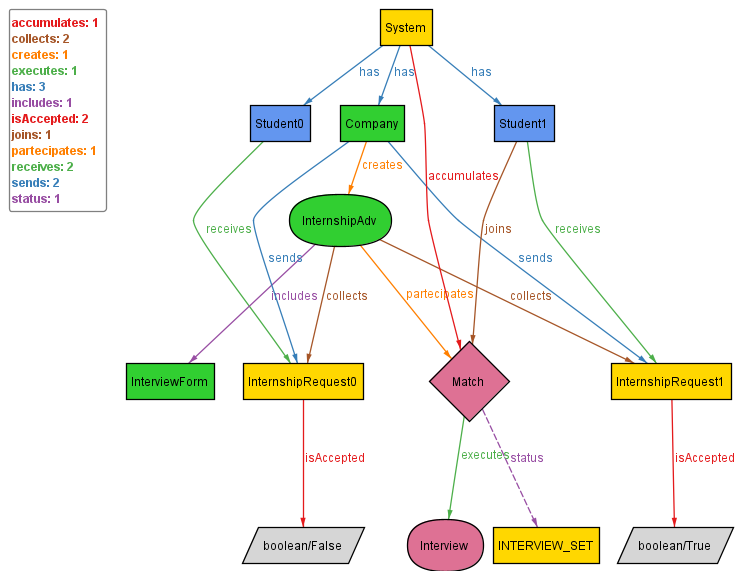 accumulates: 1
collects: 2
creates: 1
executes: 1
has: 3
includes: 1
isAccepted: 2
joins: 1
partecipates: 1
receives: 2
sends: 2
status: 1
System
has
has
has
Student0
Company
Student1
creates
accumulates
InternshipAdv
receives
sends
joins
sends
receives
includes
collects
partecipates
collects
InterviewForm
InternshipRequest0
Match
InternshipRequest1
isAccepted
executes
status
isAccepted
boolean/False
Interview
INTERVIEW_SET
boolean/True